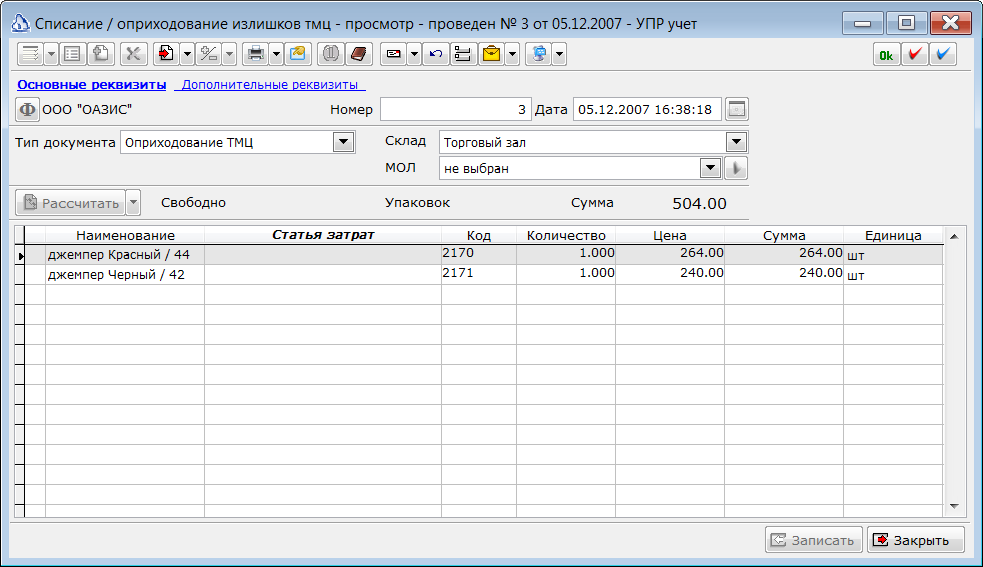 Списание / оприходование излишков тмц - просмотр - проведен № 3 от 05.12.2007 - УПР учет
Ok
Основные реквизиты Дополнительные реквизиты
Ф ООО "ОАЗИС" Номер 3 Дата 05.12.2007 16:38:18
Тип документа Оприходование ТМЦ Склад Торговый зал
МОЛ не выбран
Рассчитать Свободно Упаковок Сумма 504.00
Наименование Статья затрат Код Количество Цена Сумма Единица
джемпер Красный / 44 2170 1.000 264.00 264.00 шт
джемпер Черный / 42 2171 1.000 240.00 240.00 шт
Записать Закрыть